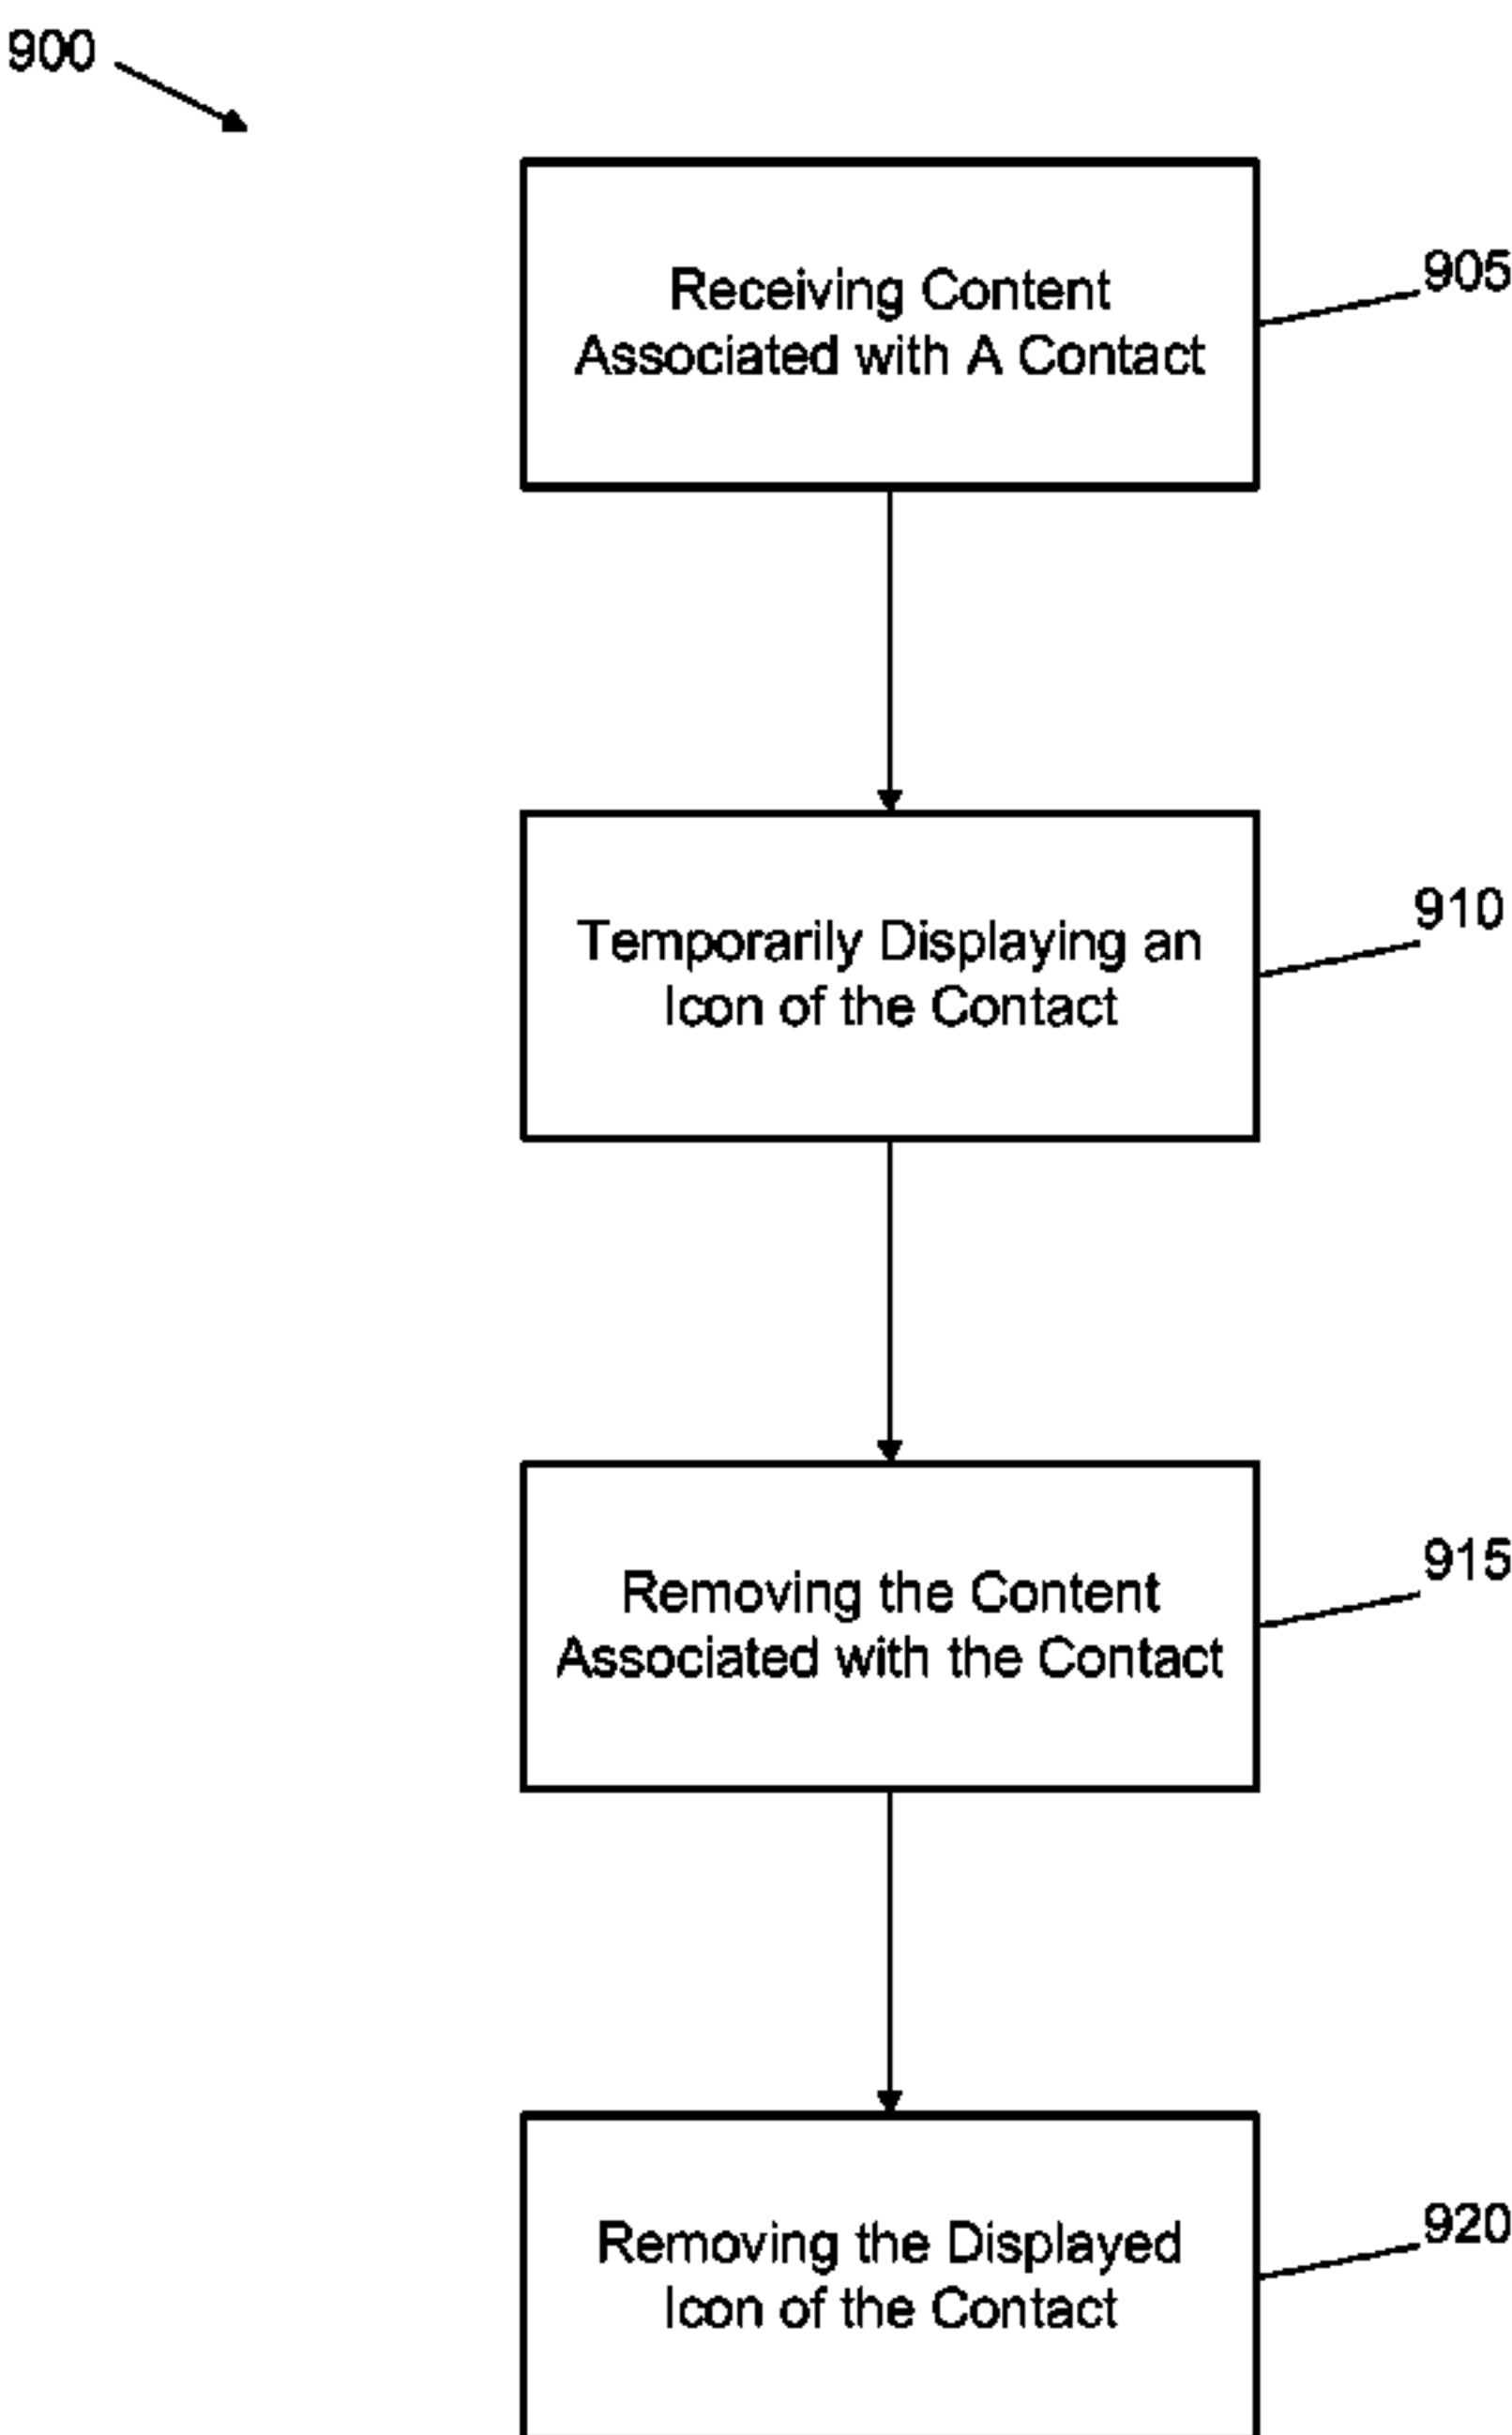 900
Receiving Content
Associated with A Contact
905
Temporarily Displaying an
Icon of the Contact
910
Removing the Content
Associated with the Contact
915
Removing the Displayed
Icon of the Contact
920